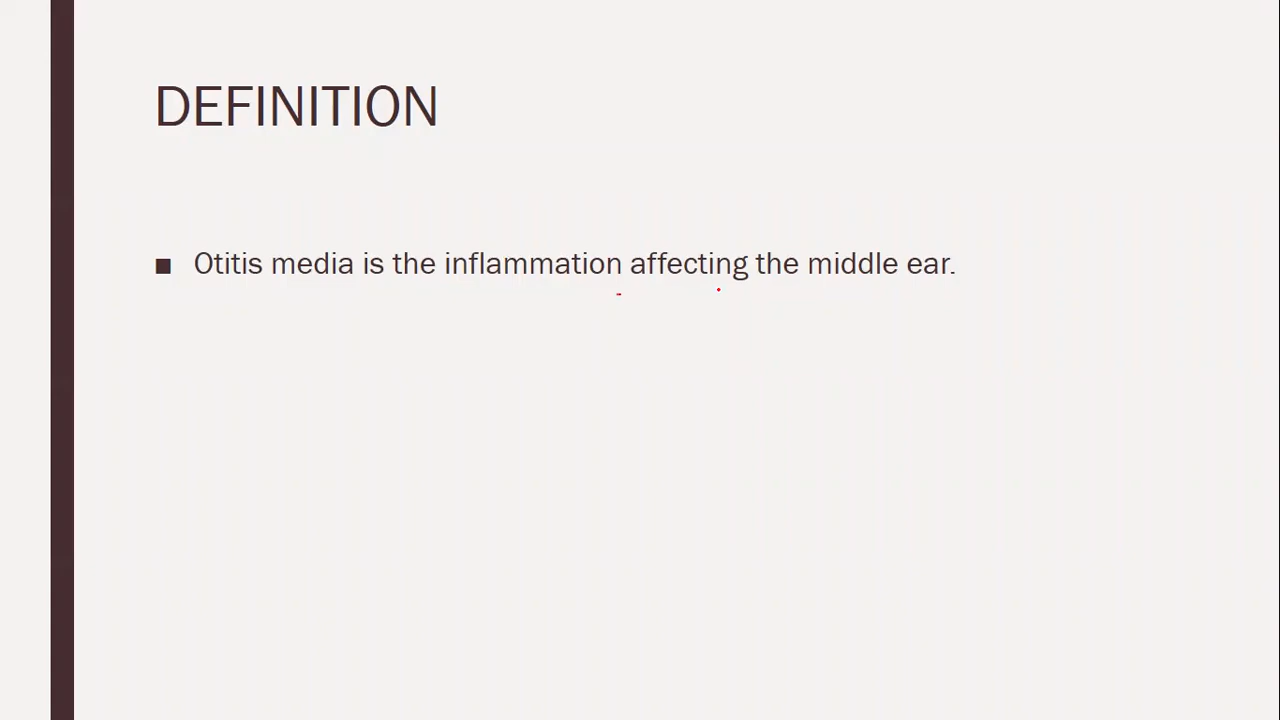 DEFINITION
■ Otitis media is the inflammation affecting the middle ear.